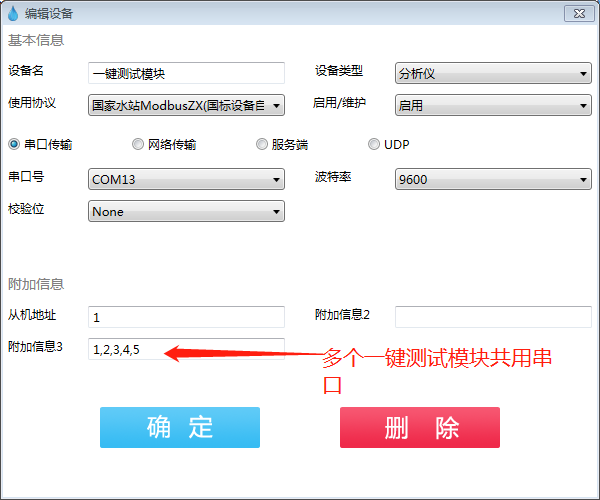 编辑设备
基本信息
设备名 一键测试模块 设备类型 分析仪
使用协议 国家水站ModbusZX(国标设备自 启用/维护 启用
串口传输 网络传输 服务端 UDP
串口号 COM13 波特率 9600
校验位 None
附加信息
从机地址 1 附加信息2
附加信息3 1,2,3,4,5
多个一键测试模块共用串
口
确 定 删 除